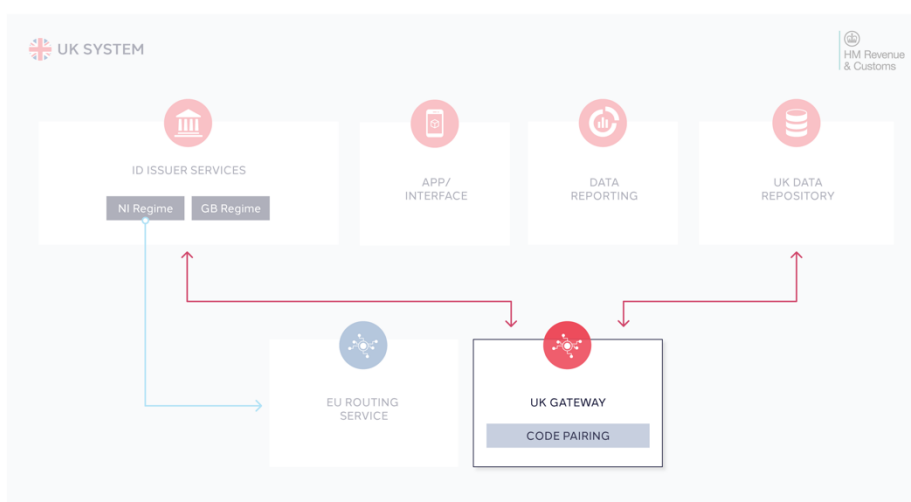 UK SYSTEM
HM Revenue
& Customs
ID ISSUER SERVICES
NI Regime
GB Regime
APP/
INTERFACE
DATA
REPORTING
UK DATA
REPOSITORY
EU ROUTING
SERVICE
UK GATEWAY
CODE PAIRING